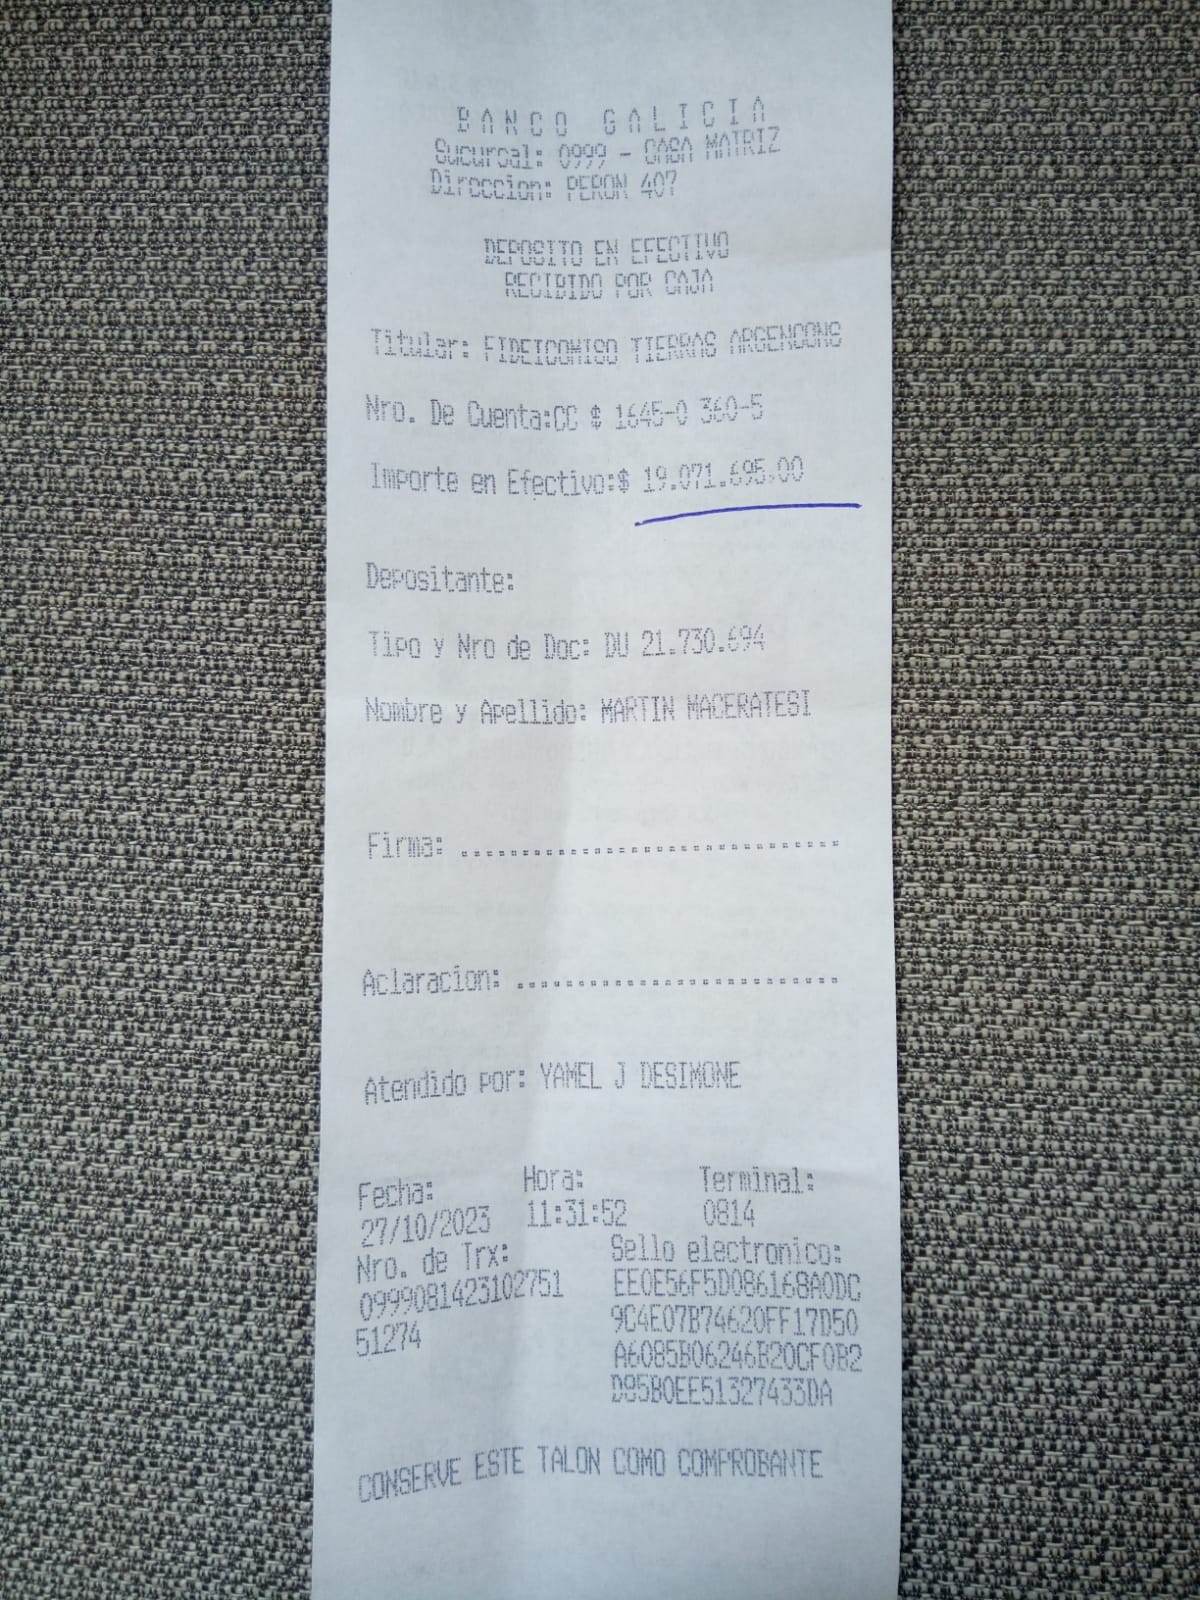 BANCO GALICIA
Sucursal: 0999 - CASA MATRIZ
Direccion: PERON 407
DEPOSITO EN EFECTIVO
RECIBIDO POR CAJA
Titular: FIDEICOMISO TIERRAS ARGENCONS
Nro. De Cuenta:CC $ 1645-0 360-5
Importe en Efectivo:$ 19.071.695,00
Depositante:
Tipo y Nro de Doc: DU 21.730.694
Nombre y Apellido: MARTIN MACERATESI
Firma: ................................
Aclaracion: ...........................
Atendido por: YAMEL J DESIMONE
Fecha: Hora: Terminal:
27/10/2023 11:31:52 0814
Nro. de Trx: Sello electronico:
0999081423102751 EE0E56F5D086168A0DC
51274 9C4E07B74620FF17D50
A6085B06246B20CF0B2
D95B0EE51327433DA
CONSERVE ESTE TALON COMO COMPROBANTE